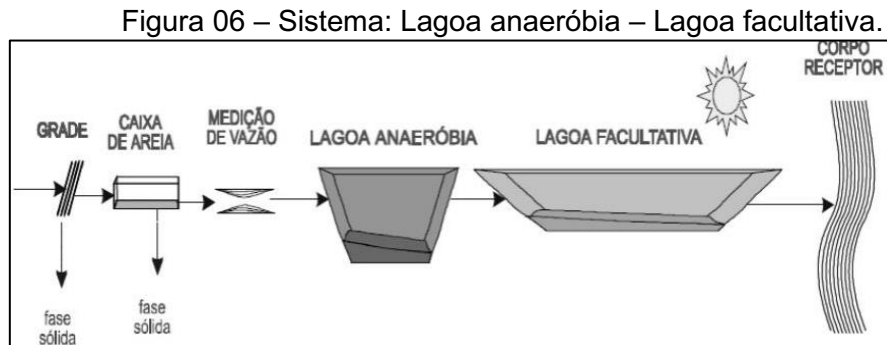 Figura 06 – Sistema: Lagoa anaeróbia – Lagoa facultativa.
CORPO
RECEPTOR
GRADE
CAIXA
DE AREIA
MEDIÇÃO
DE VAZÃO
LAGOA ANAERÓBIA
LAGOA FACULTATIVA
fase
sólida
fase
sólida